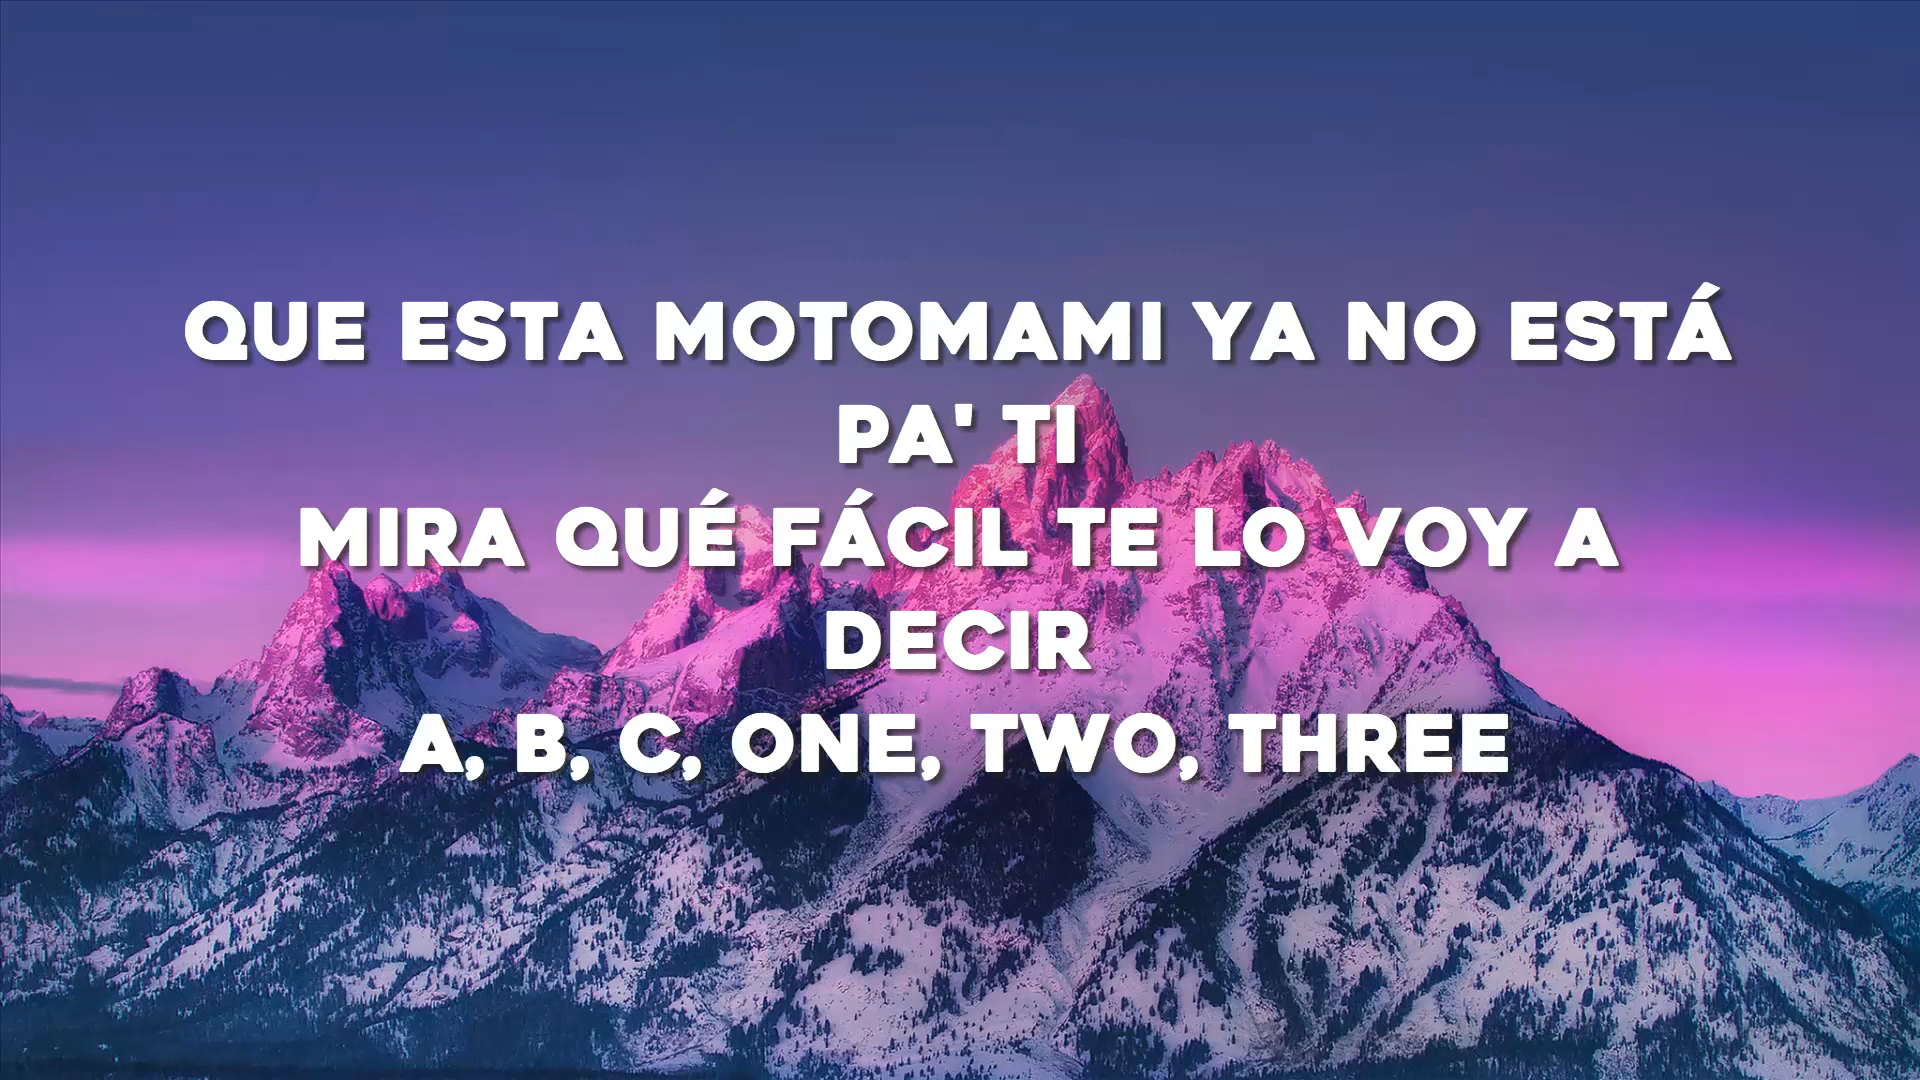 QUE ESTA MOTOMAMI YA NO ESTÁ
PA' TI
MIRA QUÉ FÁCIL TE LO VOY A
DECIR
A, B, C, ONE, TWO, THREE